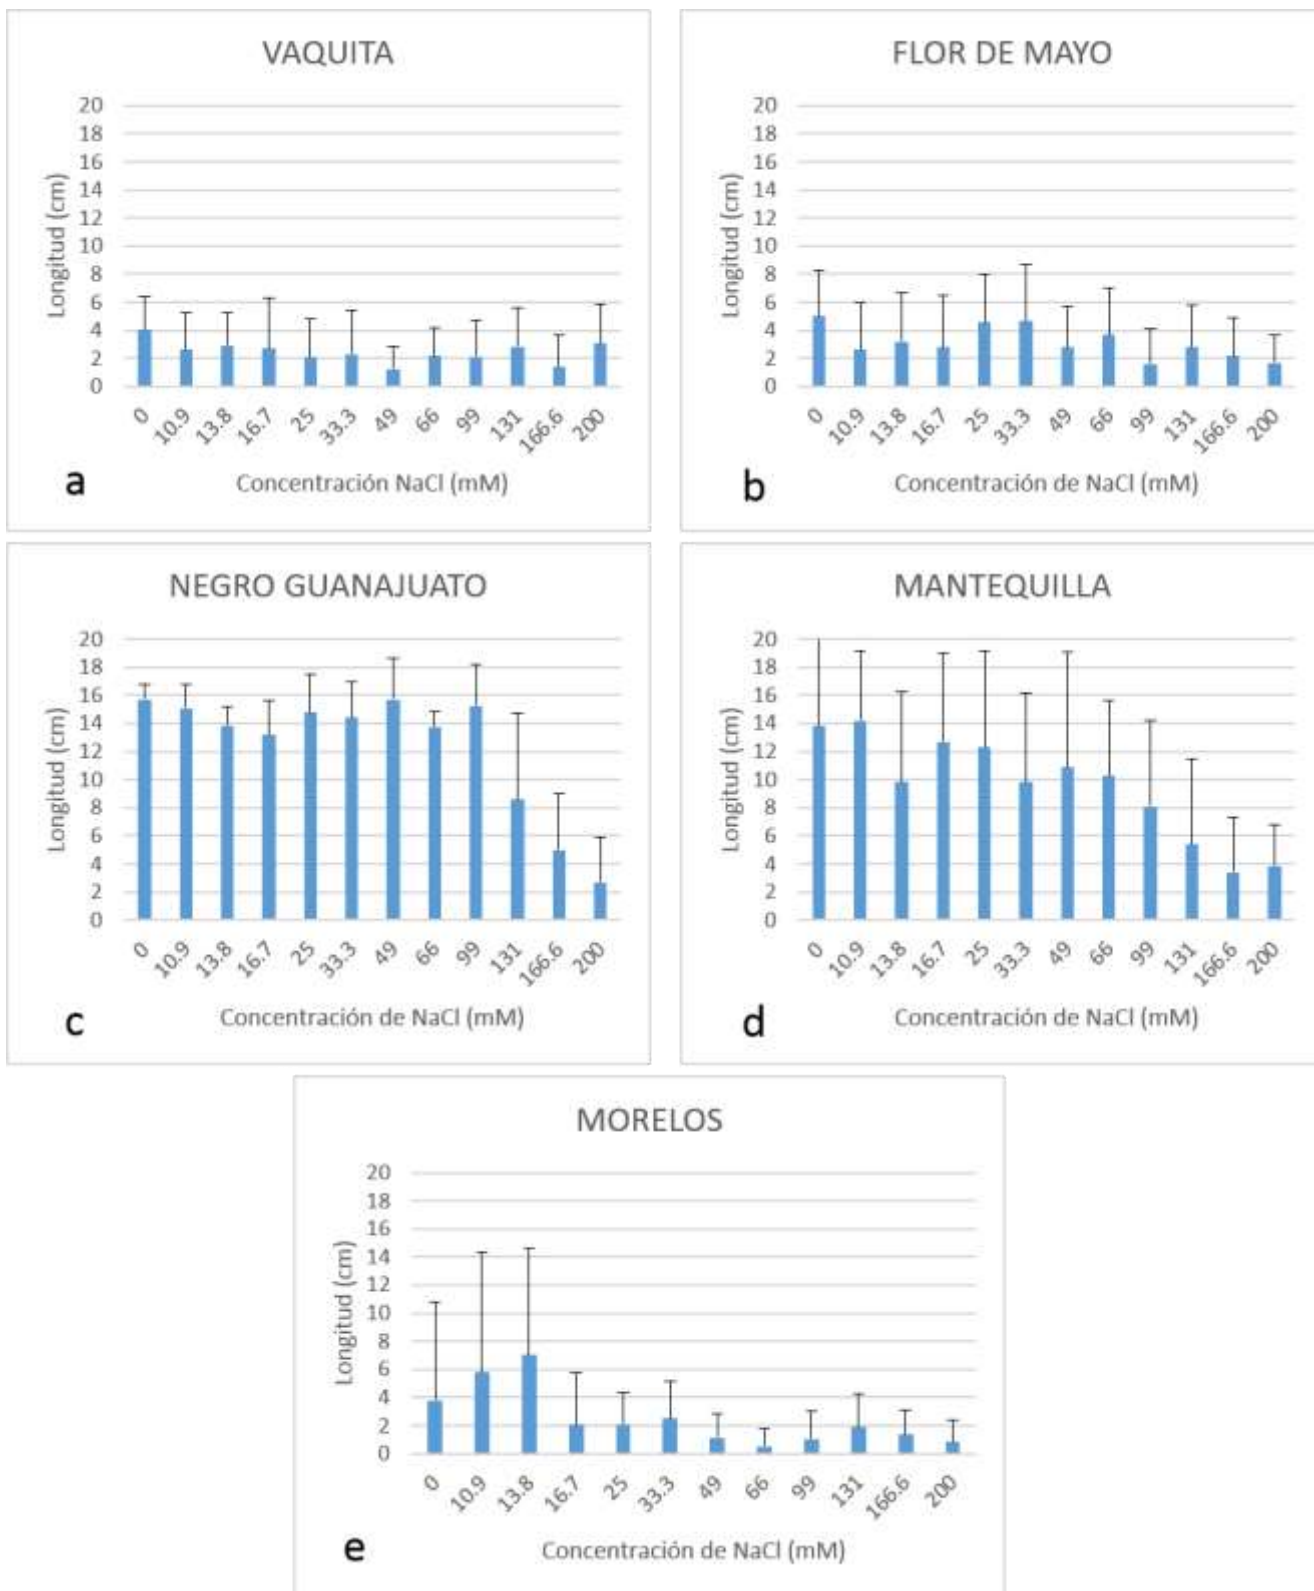 VAQUITA
20
18
16
14
12
10
8
6
4
2
0
Longitud (cm)
0 10.9 13.8 16.7 25 33.3 49 66 99 131 166.6 200
Concentración NaCl (mM)
a
FLOR DE MAYO
20
18
16
14
12
10
8
6
4
2
0
Longitud (cm)
0 10.9 13.8 16.7 25 33.3 49 66 99 131 166.6 200
Concentración de NaCl (mM)
b
NEGRO GUANAJUATO
20
18
16
14
12
10
8
6
4
2
0
Longitud (cm)
0 10.9 13.8 16.7 25 33.3 49 66 99 131 166.6 200
Concentración de NaCl (mM)
c
MANTEQUILLA
20
18
16
14
12
10
8
6
4
2
0
Longitud (cm)
0 10.9 13.8 16.7 25 33.3 49 66 99 131 166.6 200
Concentración de NaCl (mM)
d
MORELOS
20
18
16
14
12
10
8
6
4
2
0
Longitud (cm)
0 10.9 13.8 16.7 25 33.3 49 66 99 131 166.6 200
Concentración de NaCl (mM)
e